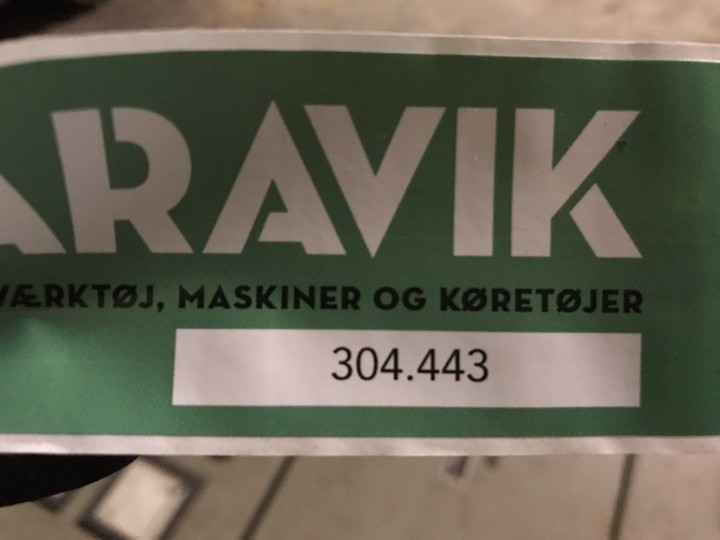 ARAVIK
VÆRKTØJ, MASKINER OG KØRETØJER
304.443